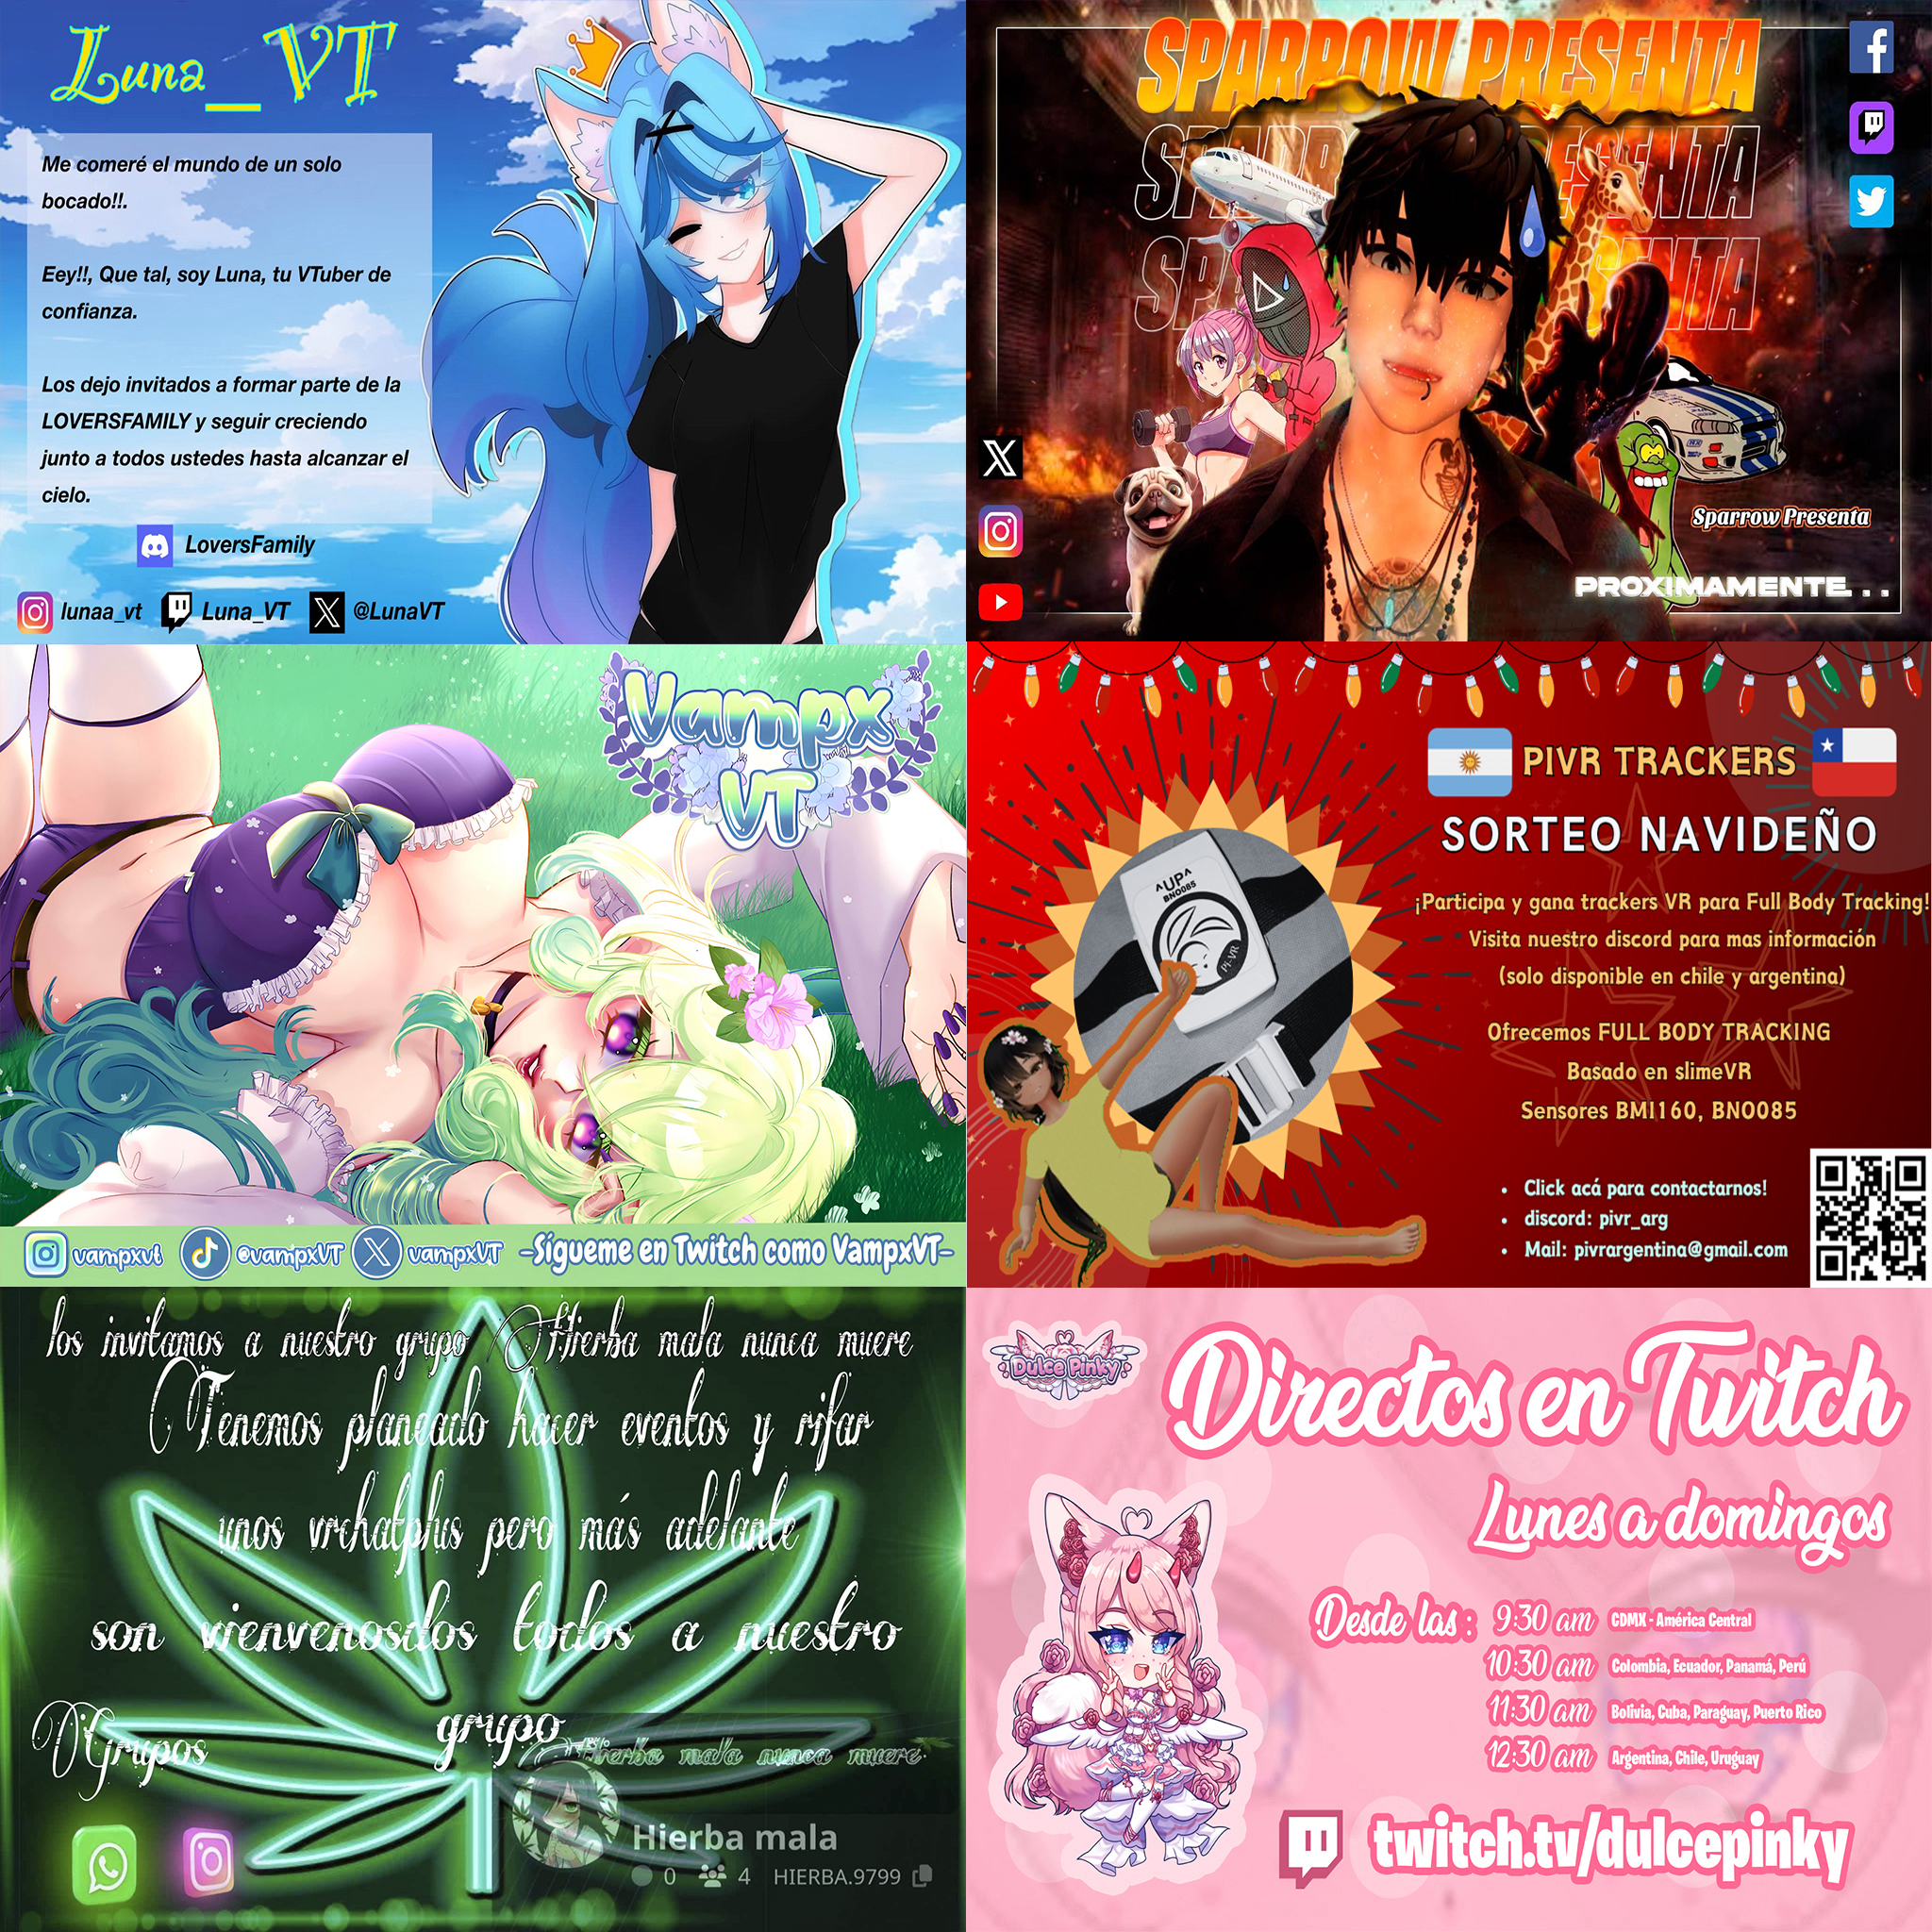 Luna_VT
Me comeré el mundo de un solo
bocado!!.
Eey!!, Que tal, soy Luna, tu VTuber de
confianza.
Los dejo invitados a formar parte de la
LOVERSFAMILY y seguir creciendo
junto a todos ustedes hasta alcanzar el
cielo.
LoversFamily
lunaa_vt Luna_VT @LunaVT
SPARROW PRESENTA
Sparrow Presenta
PROXIMAMENTE...
Vampx
VT
vampxvt @vampxVT vampxVT -Sígueme en Twitch como VampxVT-
PIVR TRACKERS
SORTEO NAVIDEÑO
¡Participa y gana trackers VR para Full Body Tracking!
Visita nuestro discord para mas información
(solo disponible en chile y argentina)
Ofrecemos FULL BODY TRACKING
Basado en slimeVR
Sensores BMI160, BNO085
• Click acá para contactarnos!
• discord: pivr_arg
• Mail: pivrargentina@gmail.com
^UP^
BNO085
Pi-VR
los invitamos a nuestro grupo Hierba mala nunca muere
Tenemos planeado hacer eventos y rifar
unos vrchatplus pero más adelante
son vienvenosdos todos a nuestro
grupo
Grupos
Hierba mala nunca muere
Hierba mala
0 4 HIERBA.9799
Dulce Pinky
Directos en Twitch
Lunes a domingos
Desde las: 9:30 am CDMX - América Central
10:30 am Colombia, Ecuador, Panamá, Perú
11:30 am Bolivia, Cuba, Paraguay, Puerto Rico
12:30 am Argentina, Chile, Uruguay
twitch.tv/dulcepinky